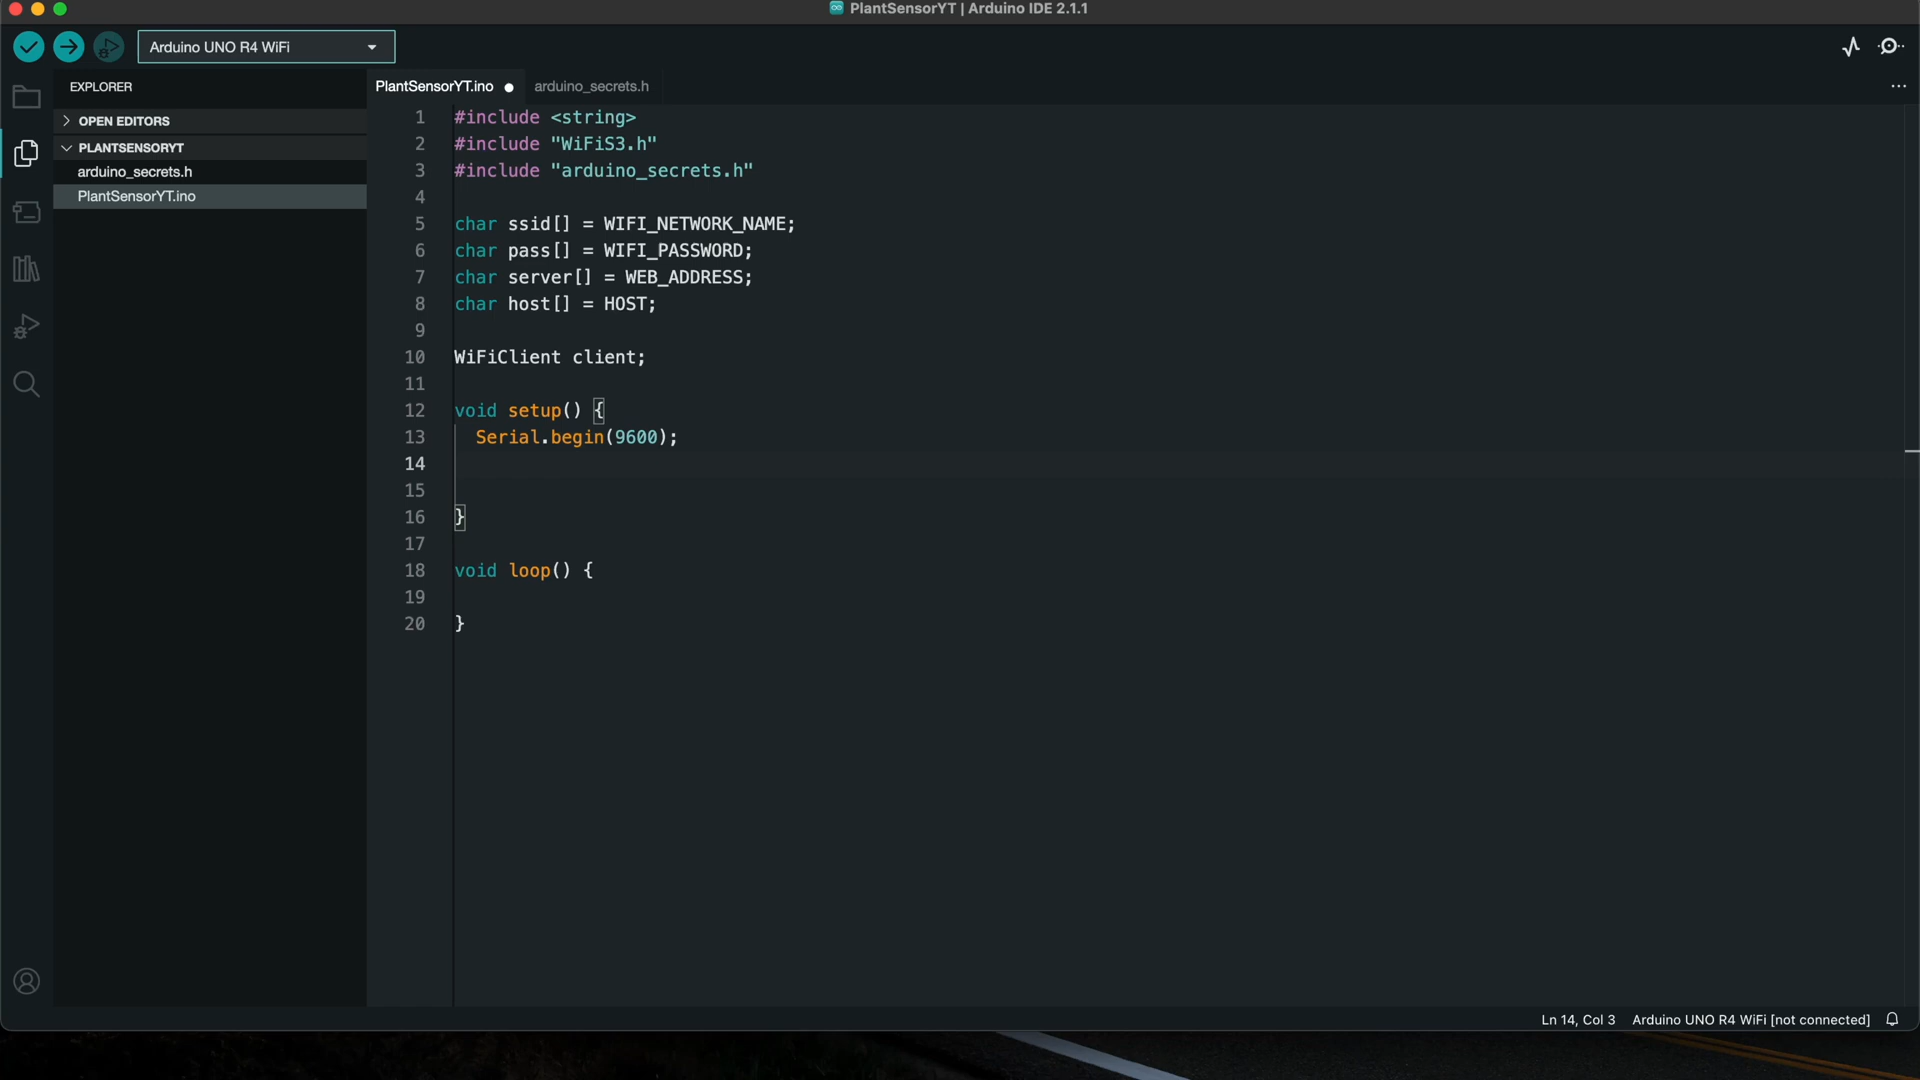 PlantSensorYT | Arduino IDE 2.1.1
Arduino UNO R4 WiFi
EXPLORER
OPEN EDITORS
PLANTSENSORYT
arduino_secrets.h
PlantSensorYT.ino
PlantSensorYT.ino arduino_secrets.h
1 #include <string>
2 #include "WiFiS3.h"
3 #include "arduino_secrets.h"
4
5 char ssid[] = WIFI_NETWORK_NAME;
6 char pass[] = WIFI_PASSWORD;
7 char server[] = WEB_ADDRESS;
8 char host[] = HOST;
9
10 WiFiClient client;
11
12 void setup() {
13 Serial.begin(9600);
14
15
16 }
17
18 void loop() {
19
20 }
Ln 14, Col 3 Arduino UNO R4 WiFi [not connected]